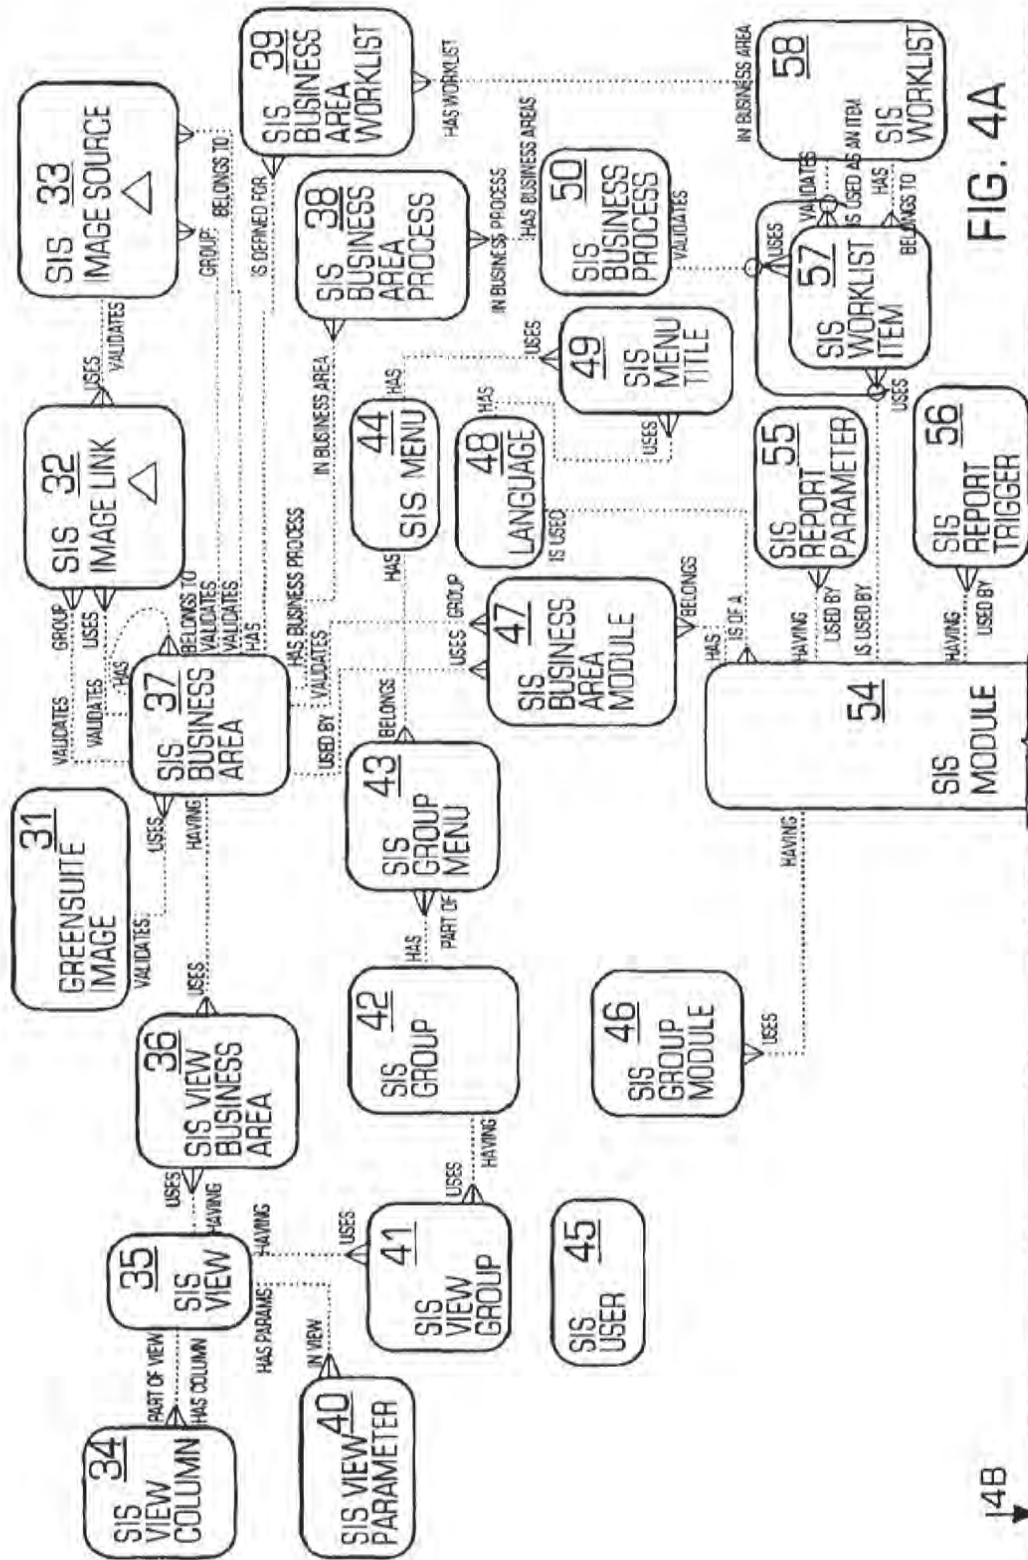 SIS 33
IMAGE SOURCE
SIS 32
IMAGE LINK
USES
VALIDATES
GROUP
BELONGS TO
39
SIS
BUSINESS
AREA
WORKLIST
IS DEFINED FOR
HAS WORKLIST
IN BUSINESS AREA
38
SIS
BUSINESS
AREA
PROCESS
IN BUSINESS PROCESS
HAS BUSINESS AREAS
50
SIS
BUSINESS
PROCESS
VALIDATES
58
SIS
WORKLIST
57
SIS
WORKLIST
ITEM
USES
VALIDATES
IS USED AS AN ITEM
HAS
BELONGS TO
USES
31
GREENSUITE
IMAGE
VALIDATES
USES
37
SIS
BUSINESS
AREA
VALIDATES
GROUP
VALIDATES
USES
HAS
BELONGS TO
VALIDATES
VALIDATES
HAS
HAS BUSINESS PROCESS
IN BUSINESS AREA
VALIDATES
USED BY
HAVING
USES
36
SIS VIEW
BUSINESS
AREA
USES
HAVING
35
SIS
VIEW
PART OF VIEW
HAS COLUMN
34
SIS
VIEW
COLUMN
HAS PARAMS
IN VIEW
40
SIS VIEW
PARAMETER
HAVING
USES
41
SIS
VIEW
GROUP
USES
HAVING
42
SIS
GROUP
HAS
PART OF
43
SIS
GROUP
MENU
BELONGS
HAS
44
SIS MENU
HAS
USES
49
SIS
MENU
TITLE
USES
HAS
48
LANGUAGE
IS USED
47
SIS
BUSINESS
AREA
MODULE
USES
GROUP
BELONGS
HAS
IS OF A
45
SIS
USER
46
SIS
GROUP
MODULE
USES
HAVING
54
SIS
MODULE
HAVING
USED BY
IS USED BY
HAVING
USED BY
55
SIS
REPORT
PARAMETER
56
SIS
REPORT
TRIGGER
FIG. 4A
4B